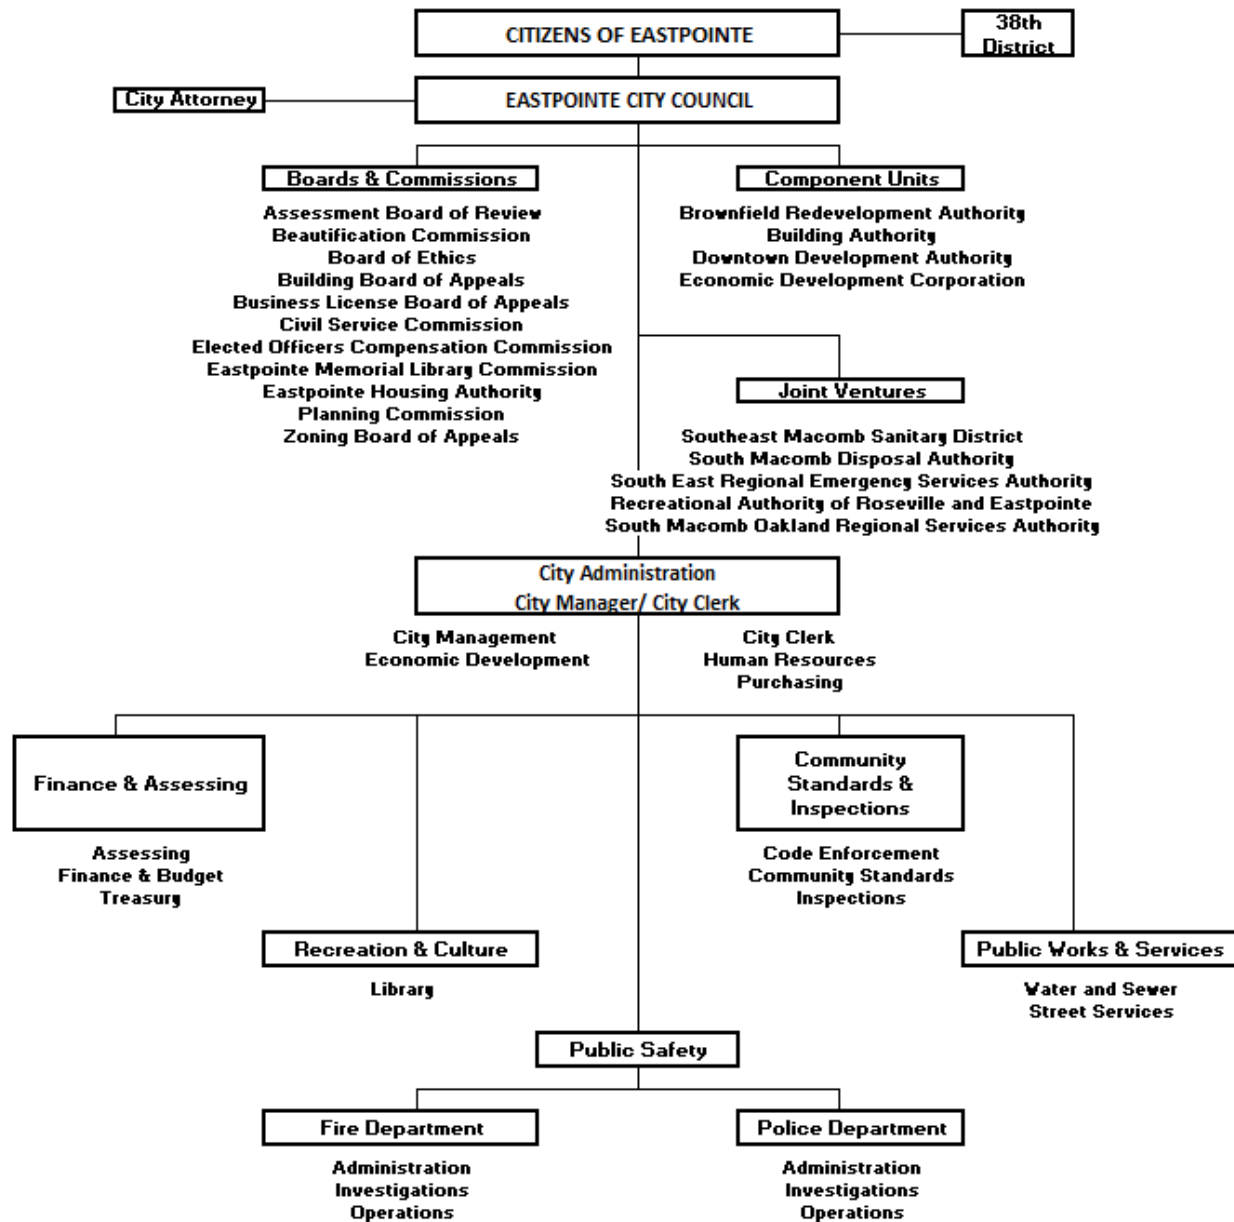 CITIZENS OF EASTPOINTE
38th
District
City Attorney
EASTPOINTE CITY COUNCIL
Boards & Commissions
Assessment Board of Review
Beautification Commission
Board of Ethics
Building Board of Appeals
Business License Board of Appeals
Civil Service Commission
Elected Officers Compensation Commission
Eastpointe Memorial Library Commission
Eastpointe Housing Authority
Planning Commission
Zoning Board of Appeals
Component Units
Brownfield Redevelopment Authority
Building Authority
Downtown Development Authority
Economic Development Corporation
Joint Ventures
Southeast Macomb Sanitary District
South Macomb Disposal Authority
South East Regional Emergency Services Authority
Recreational Authority of Roseville and Eastpointe
South Macomb Oakland Regional Services Authority
City Administration
City Manager/ City Clerk
City Management
Economic Development
City Clerk
Human Resources
Purchasing
Finance & Assessing
Assessing
Finance & Budget
Treasury
Community
Standards &
Inspections
Code Enforcement
Community Standards
Inspections
Recreation & Culture
Library
Public Works & Services
Water and Sewer
Street Services
Public Safety
Fire Department
Administration
Investigations
Operations
Police Department
Administration
Investigations
Operations